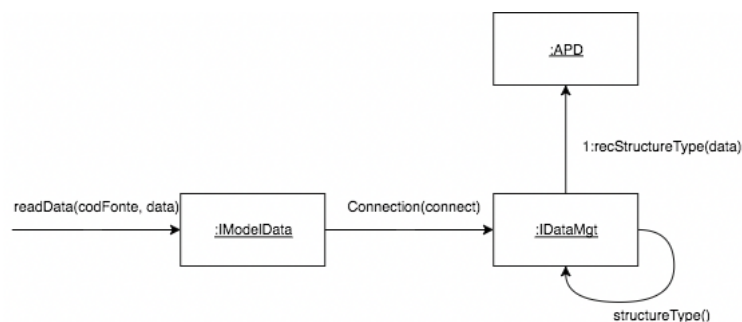 :APD
1:recStructureType(data)
readData(codFonte, data)
Connection(connect)
:IModelData
:IDataMgt
structureType()